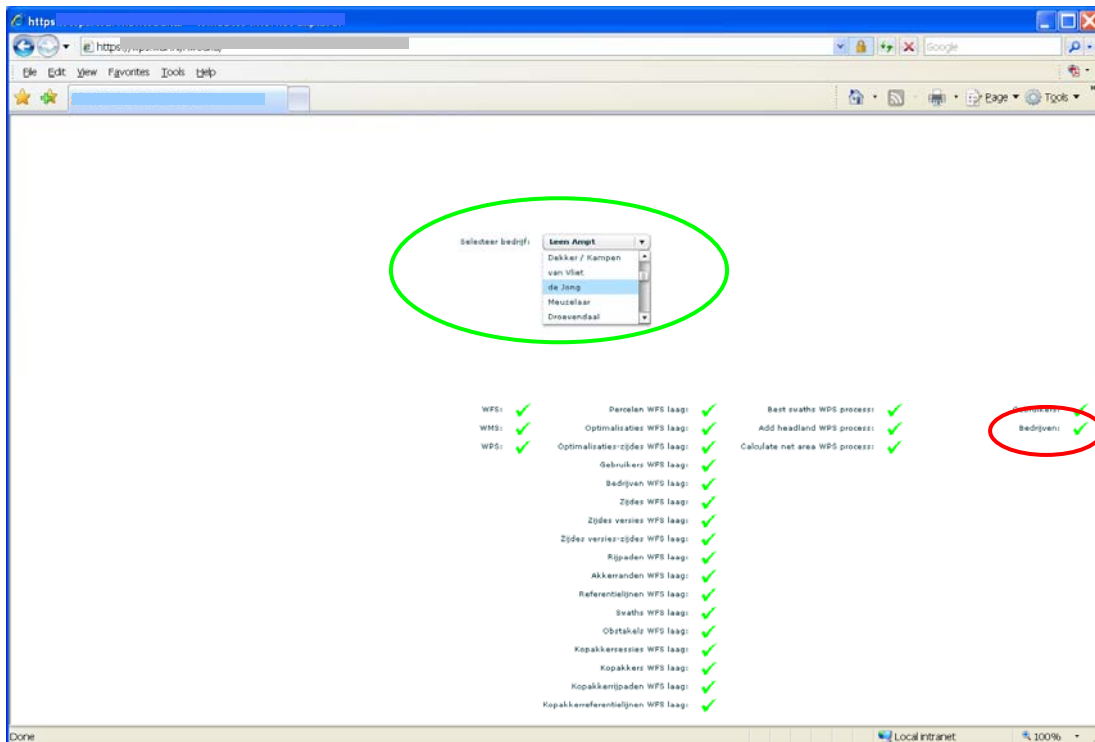 https
https://
Google
File Edit View Favorites Tools Help
Page Tools
Selecteer bedrijf: Leen Ampt
Dekker / Kampen
van Vliet
de Jong
Meuzelaar
Droevendaal
WFS: Percelen WFS laag: Best swaths WPS process: Gebruikers:
WMS: Optimalisaties WFS laag: Add headland WPS process: Bedrijven:
WPS: Optimalisaties-zijdes WFS laag: Calculate net area WPS process:
Gebruikers WFS laag:
Bedrijven WFS laag:
Zijdes WFS laag:
Zijdes versies WFS laag:
Zijdes versies-zijdes WFS laag:
Rijpaden WFS laag:
Akkerranden WFS laag:
Referentielijnen WFS laag:
Swaths WFS laag:
Obstakels WFS laag:
Kopakkersessies WFS laag:
Kopakkers WFS laag:
Kopakkerrijpaden WFS laag:
Kopakkerreferentielijnen WFS laag:
Done Local intranet 100%